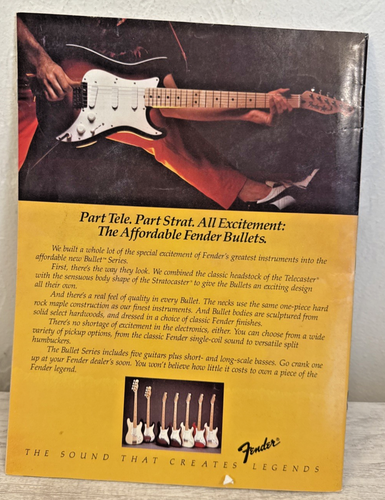 Part Tele. Part Strat. All Excitement:
The Affordable Fender Bullets.
We built a whole lot of the special excitement of Fender's greatest instruments into the
affordable new Bullet™ Series.
First, there's the way they look. We combined the classic headstock of the Telecaster®
with the sensuous body shape of the Stratocaster® to give the Bullets an exciting design
all their own.
And there's a real feel of quality in every Bullet. The necks use the same one-piece hard
rock maple construction as our finest instruments. And Bullet bodies are sculptured from
solid select hardwoods, and dressed in a choice of classic Fender finishes.
There's no shortage of excitement in the electronics, either. You can choose from a wide
variety of pickup options, from the classic Fender single-coil sound to versatile split
humbuckers.
The Bullet Series includes five guitars plus short- and long-scale basses. Go crank one
up at your Fender dealer's soon. You won't believe how little it costs to own a piece of the
Fender legend.
Fender
THE SOUND THAT CREATES LEGENDS